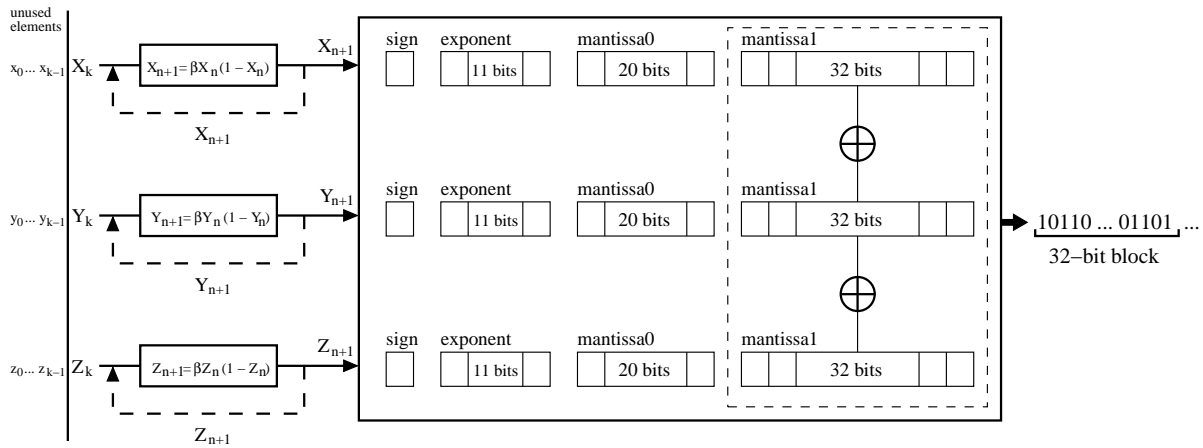 unused
elements
x0... xk−1 Xk
Xn+1= βXn(1 − Xn)
Xn+1
Xn+1
sign exponent mantissa0 mantissa1
11 bits 20 bits 32 bits
y0... yk−1 Yk
Yn+1= βYn(1 − Yn)
Yn+1
Yn+1
sign exponent mantissa0 mantissa1
11 bits 20 bits 32 bits
10110 ... 01101 ...
32−bit block
z0... zk−1 Zk
Zn+1= βZn(1 − Zn)
Zn+1
Zn+1
sign exponent mantissa0 mantissa1
11 bits 20 bits 32 bits